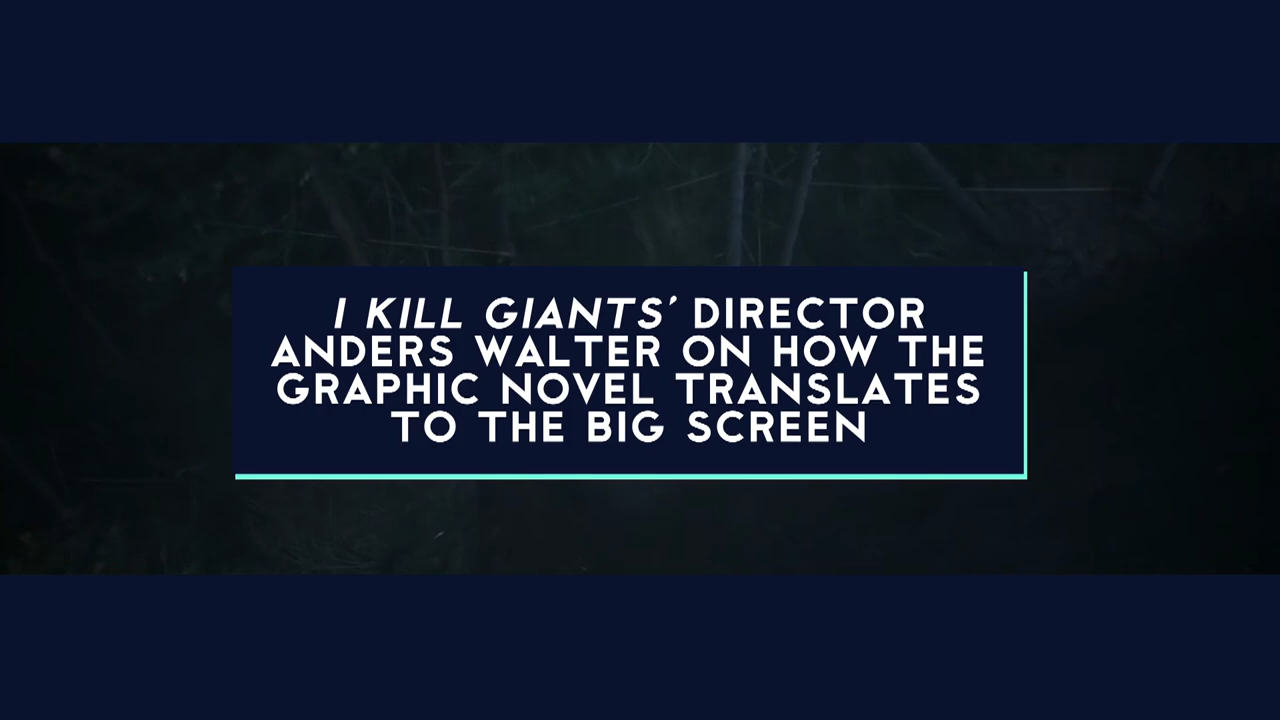 I KILL GIANTS’ DIRECTOR
ANDERS WALTER ON HOW THE
GRAPHIC NOVEL TRANSLATES
TO THE BIG SCREEN